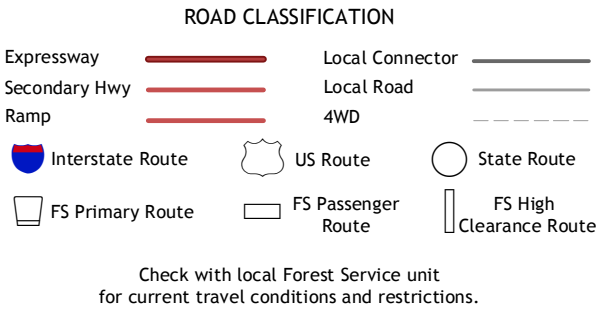 ROAD CLASSIFICATION
Expressway
Local Connector
Secondary Hwy
Local Road
Ramp
4WD
Interstate Route
US Route
State Route
FS Primary Route
FS Passenger
Route
FS High
Clearance Route
Check with local Forest Service unit
for current travel conditions and restrictions.